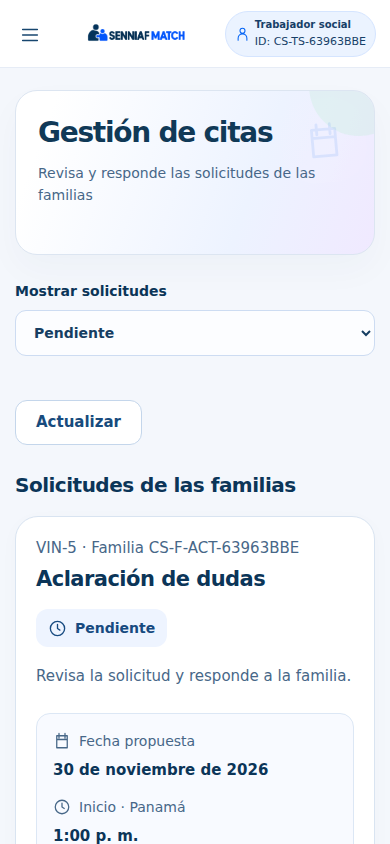 SENNIAF MATCH
Trabajador social
ID: CS-TS-63963BBE
Gestión de citas
Revisa y responde las solicitudes de las
familias
Mostrar solicitudes
Pendiente
Actualizar
Solicitudes de las familias
VIN-5 · Familia CS-F-ACT-63963BBE
Aclaración de dudas
Pendiente
Revisa la solicitud y responde a la familia.
Fecha propuesta
30 de noviembre de 2026
Inicio · Panamá
1:00 p. m.